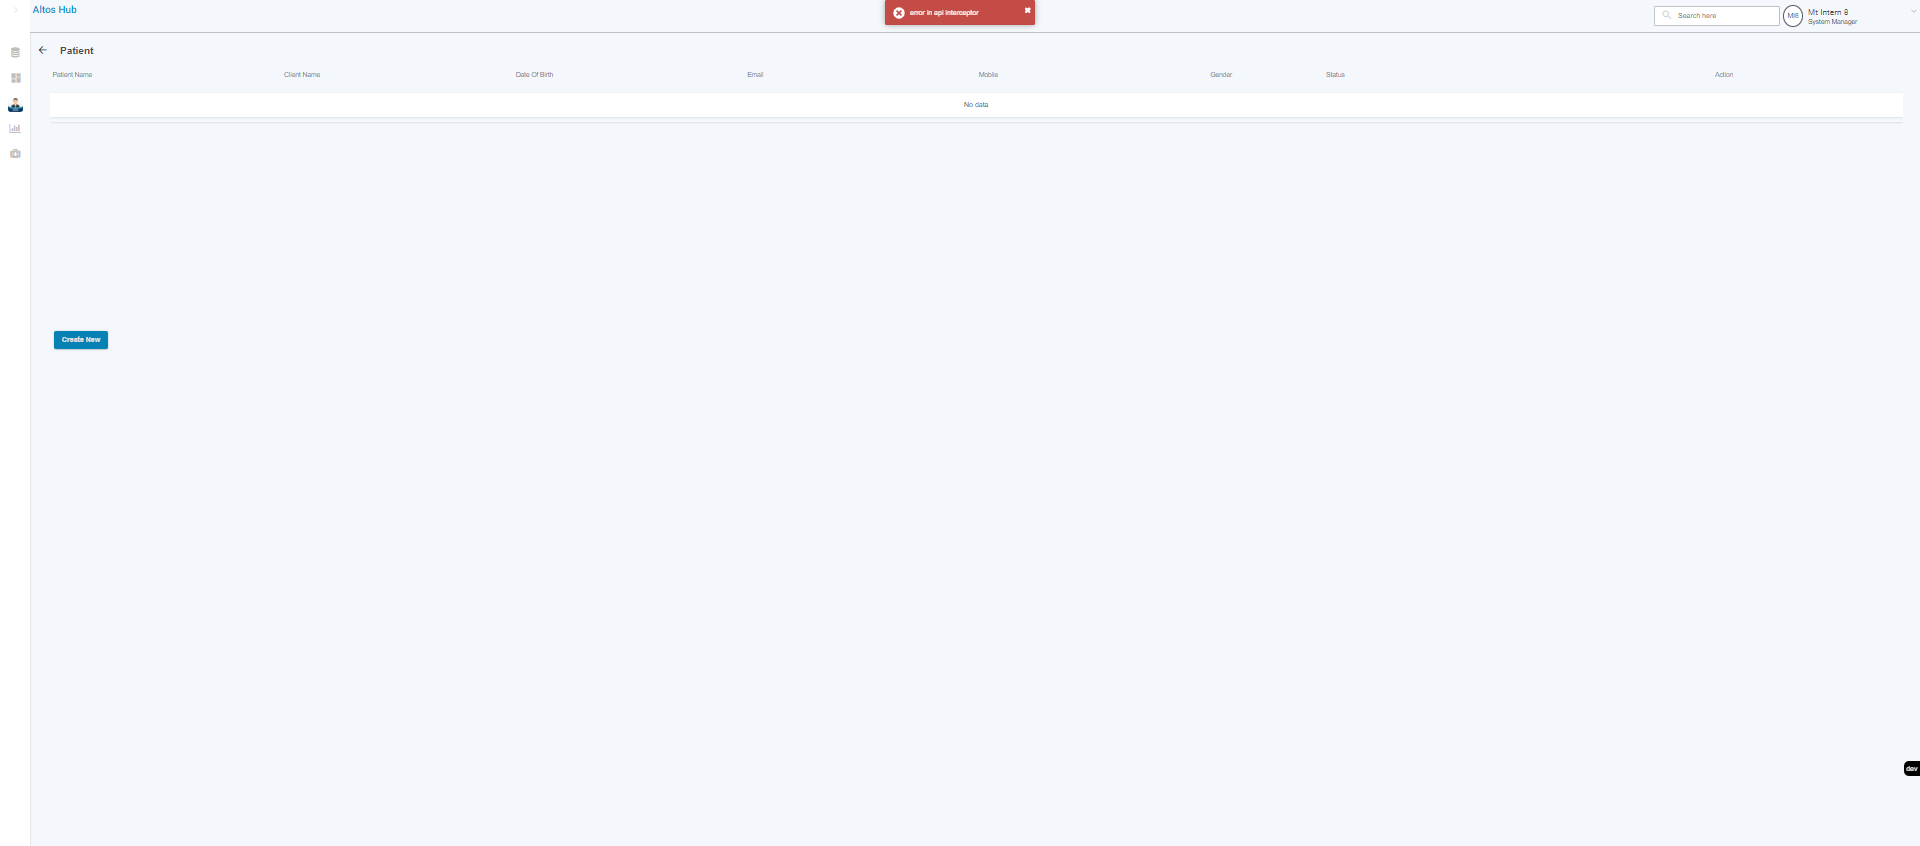 Altos Hub
error in api interceptor
Search here
MI8
Mt Intern 8
System Manager
Patient
Patient Name
Client Name
Date Of Birth
Email
Mobile
Gender
Status
Action
No data
Create New
dev